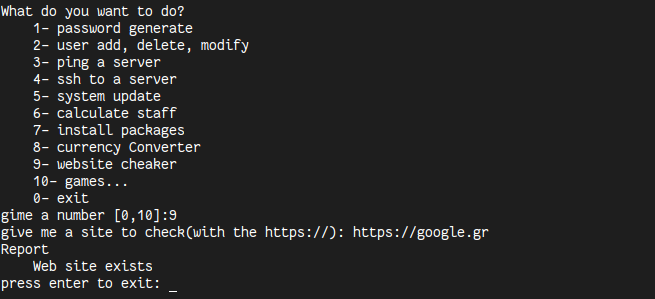 What do you want to do?
1- password generate
2- user add, delete, modify
3- ping a server
4- ssh to a server
5- system update
6- calculate staff
7- install packages
8- currency Converter
9- website cheaker
10- games...
0- exit
gime a number [0,10]:9
give me a site to check(with the https://): https://google.gr
Report
Web site exists
press enter to exit: _